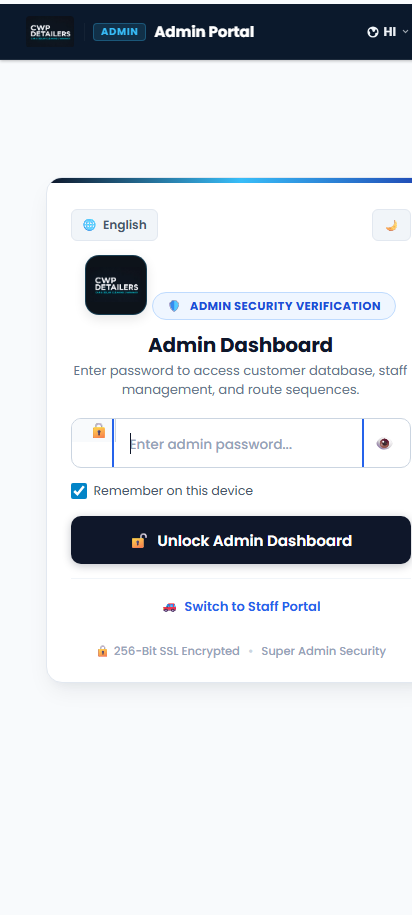 CWP
DETAILERS
ADMIN
Admin Portal
HI
English
CWP
DETAILERS
ADMIN SECURITY VERIFICATION
Admin Dashboard
Enter password to access customer database, staff
management, and route sequences.
Enter admin password...
Remember on this device
Unlock Admin Dashboard
Switch to Staff Portal
256-Bit SSL Encrypted • Super Admin Security